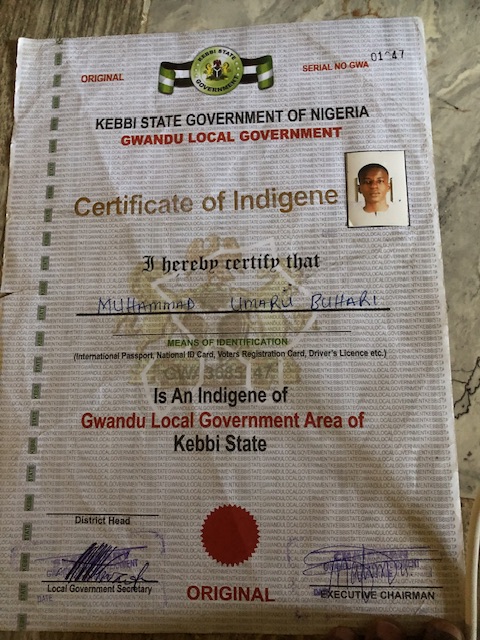 KEBBI STATE
GOVERNMENT
ORIGINAL
SERIAL NO GWA
KEBBI STATE GOVERNMENT OF NIGERIA
GWANDU LOCAL GOVERNMENT
Certificate of Indigene
I hereby certify that
MUHAMMAD UMARU BUHARI
MEANS OF IDENTIFICATION
(International Passport, National ID Card, Voters Registration Card, Driver's Licence etc.)
Is An Indigene of
Gwandu Local Government Area of
Kebbi State
District Head
Local Government Secretary
DATE
ORIGINAL
EXECUTIVE CHAIRMAN